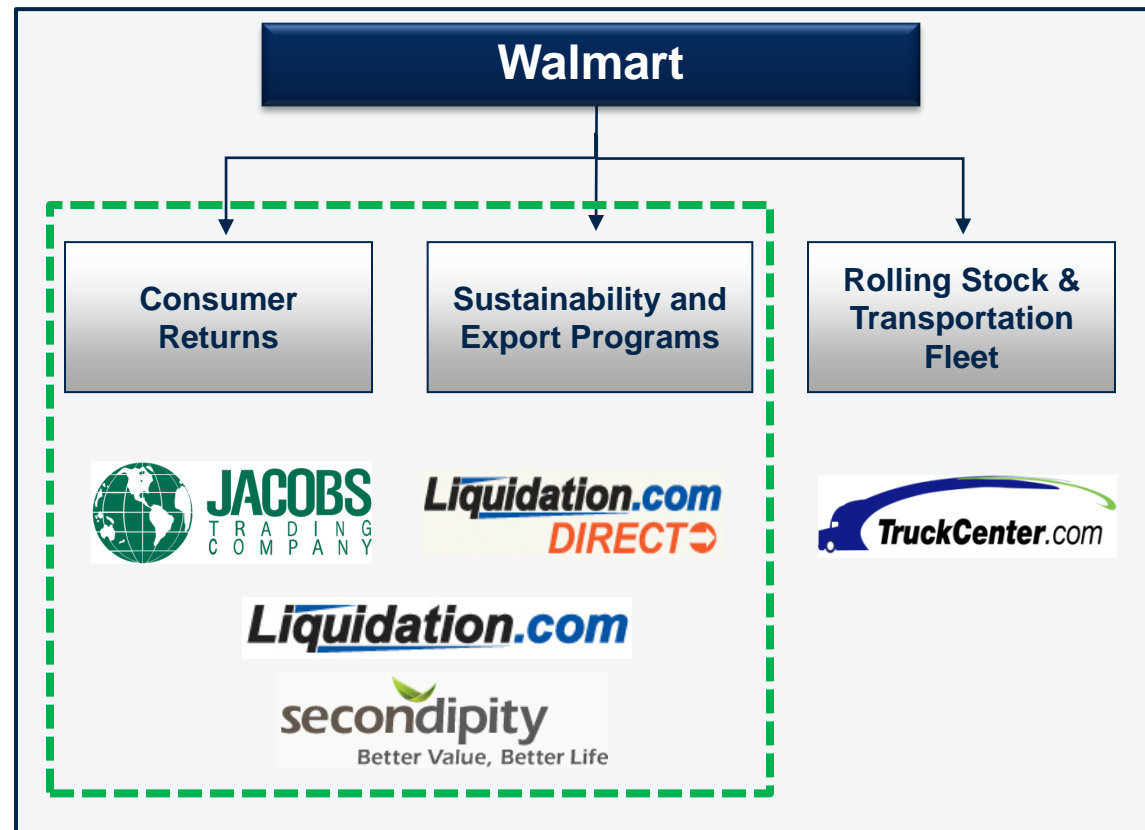 Walmart
Consumer
Returns
Sustainability and
Export Programs
Rolling Stock &
Transportation
Fleet
JACOBS
TRADING
COMPANY
Liquidation.com
DIRECT
TruckCenter.com
Liquidation.com
secondipity
Better Value, Better Life